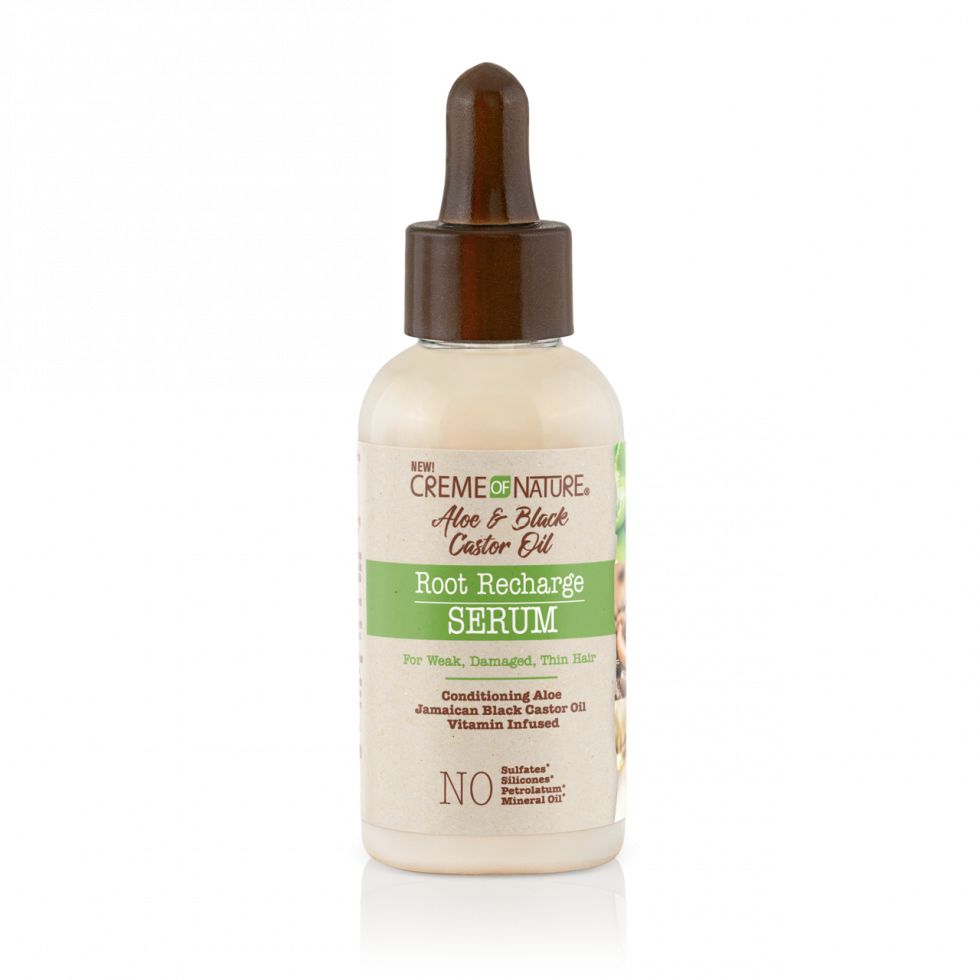 NEW!
CREME OF NATURE®
Aloe & Black
Castor Oil
Root Recharge
SERUM
For Weak, Damaged, Thin Hair
Conditioning Aloe
Jamaican Black Castor Oil
Vitamin Infused
NO
Sulfates*
Silicones*
Petrolatum*
Mineral Oil*